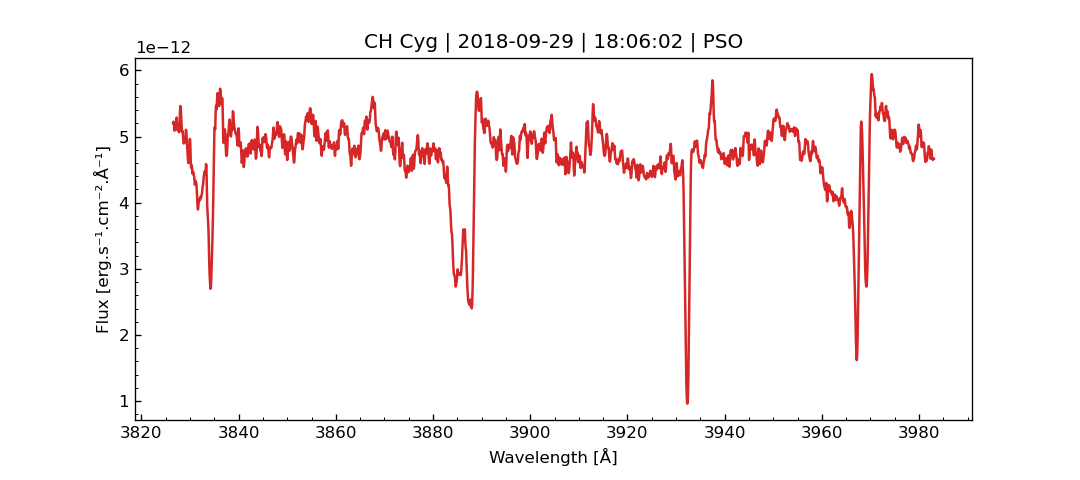 CH Cyg | 2018-09-29 | 18:06:02 | PSO
1e−12
6
5
4
3
2
1
Flux [erg.s⁻¹.cm⁻².Å⁻¹]
3820 3840 3860 3880 3900 3920 3940 3960 3980
Wavelength [Å]